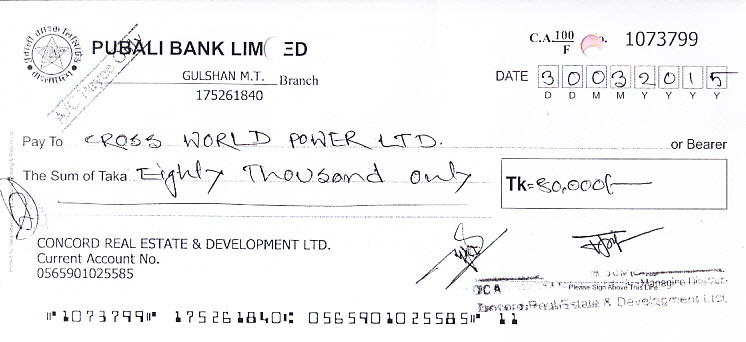 PUBALI BANK LIM ED
C.A. 100/F No. 1073799
GULSHAN M.T. Branch
175261840
A/C Payee Only
DATE 30032015
D D M M Y Y Y Y
Pay To CROSS WORLD POWER LTD. or Bearer
The Sum of Taka Eighty Thousand only Tk=80,000/-
CONCORD REAL ESTATE & DEVELOPMENT LTD.
Current Account No.
0565901025585
Managing Director
Please Sign Above This Line
Concord Real Estate & Development Ltd.
⑈1073799⑈ 175261840⑆ 0565901025585⑈ 11